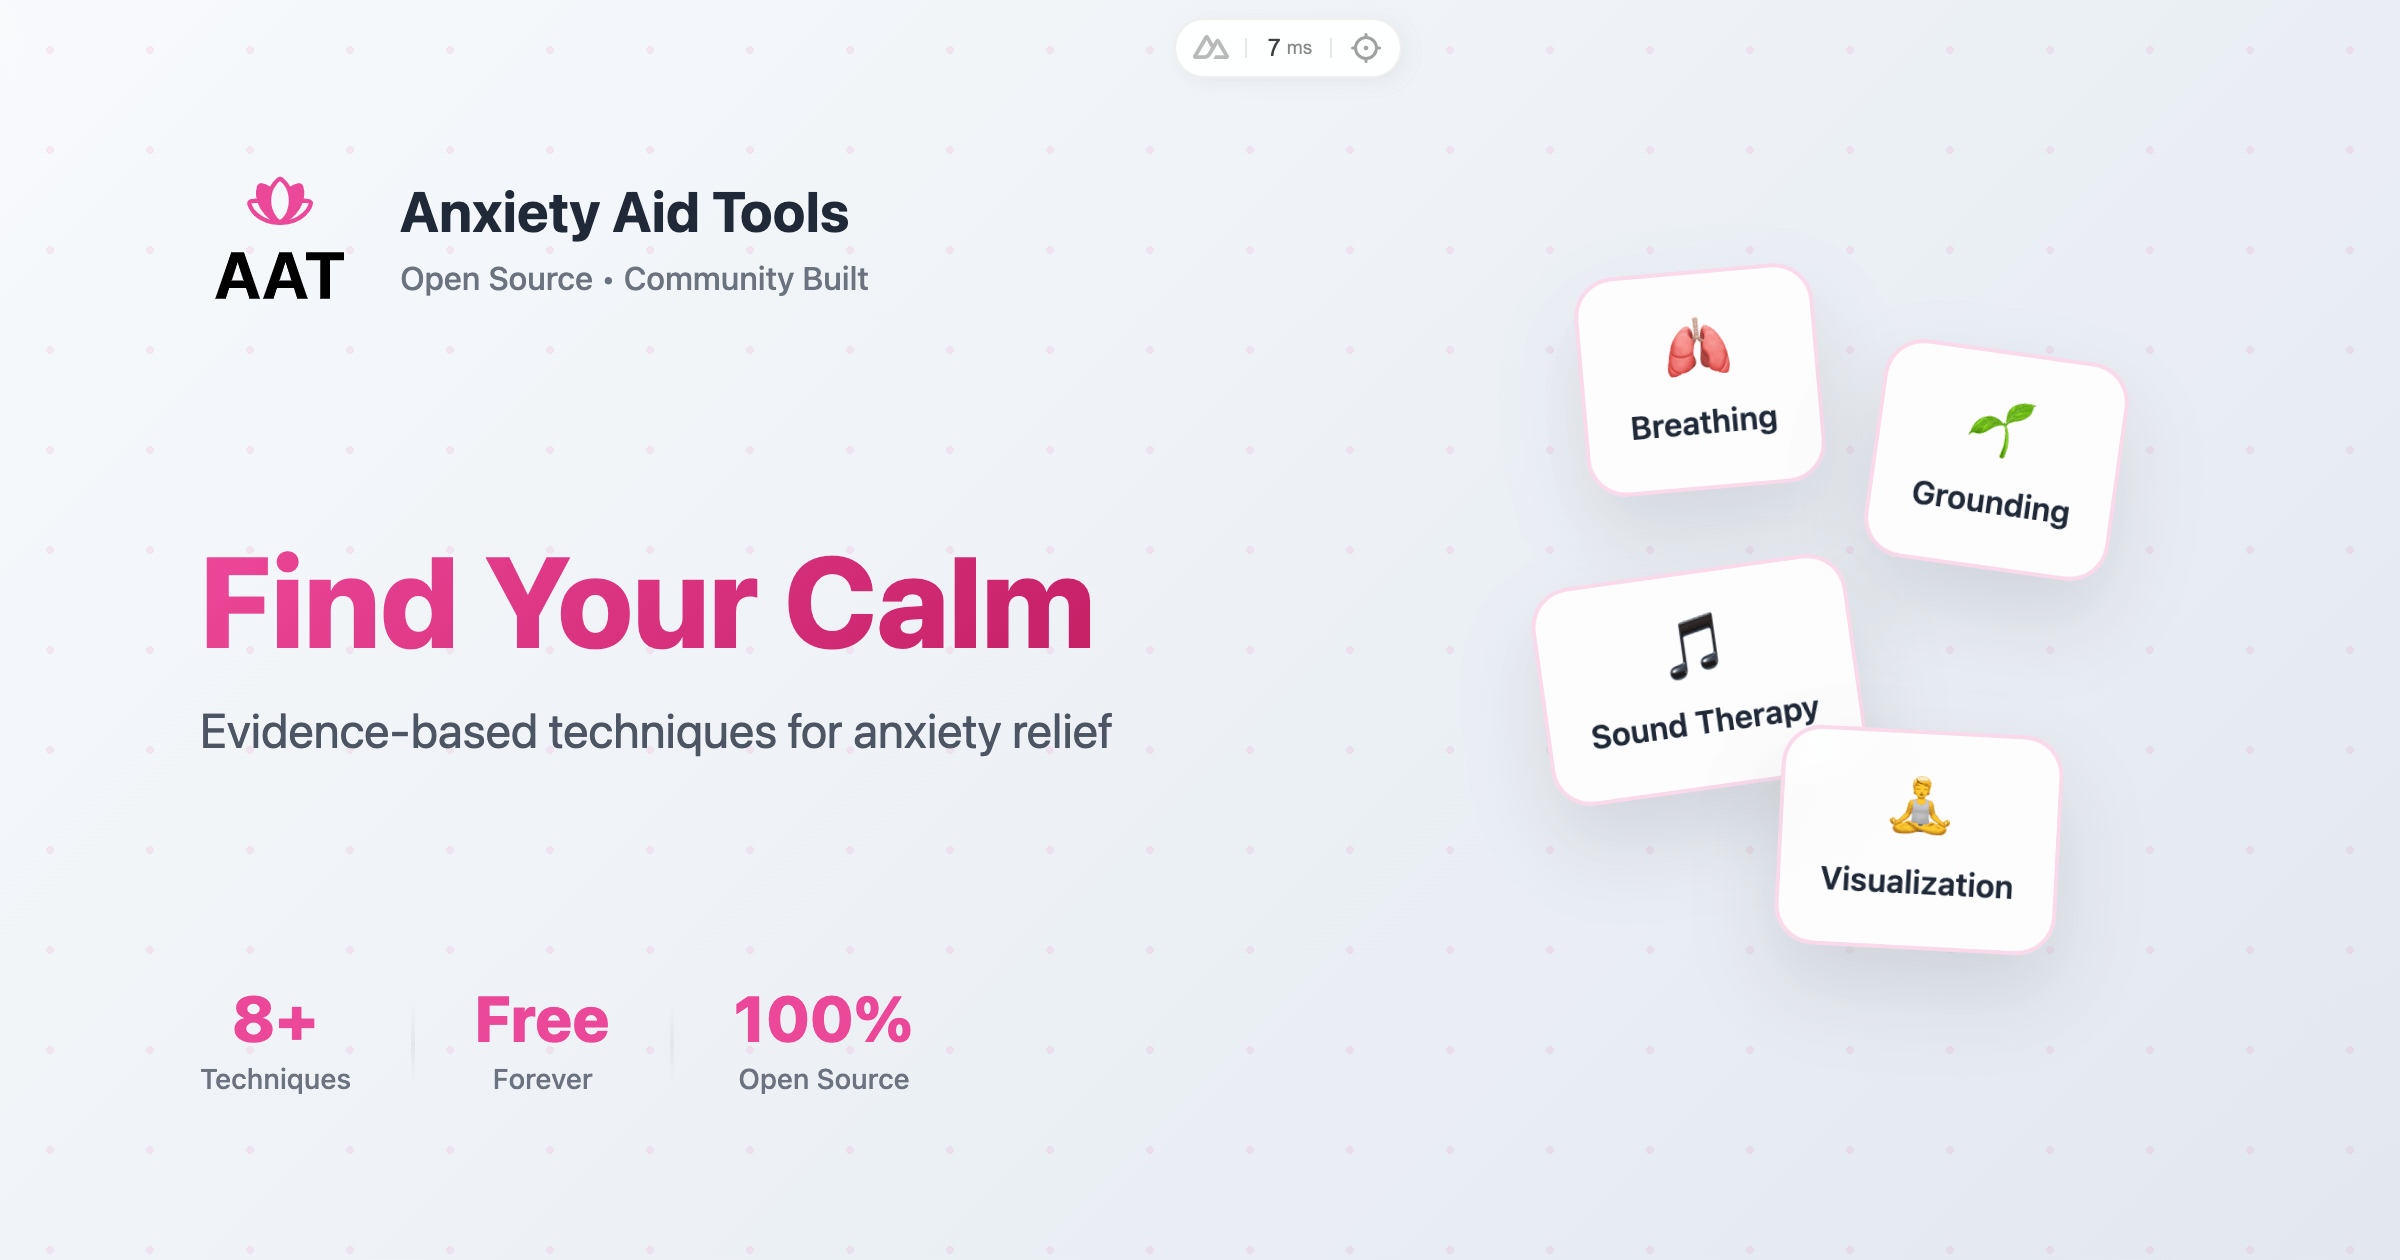 7 ms
AAT
Anxiety Aid Tools
Open Source • Community Built
Find Your Calm
Evidence-based techniques for anxiety relief
8+
Techniques
Free
Forever
100%
Open Source
Breathing
Grounding
Sound Therapy
Visualization